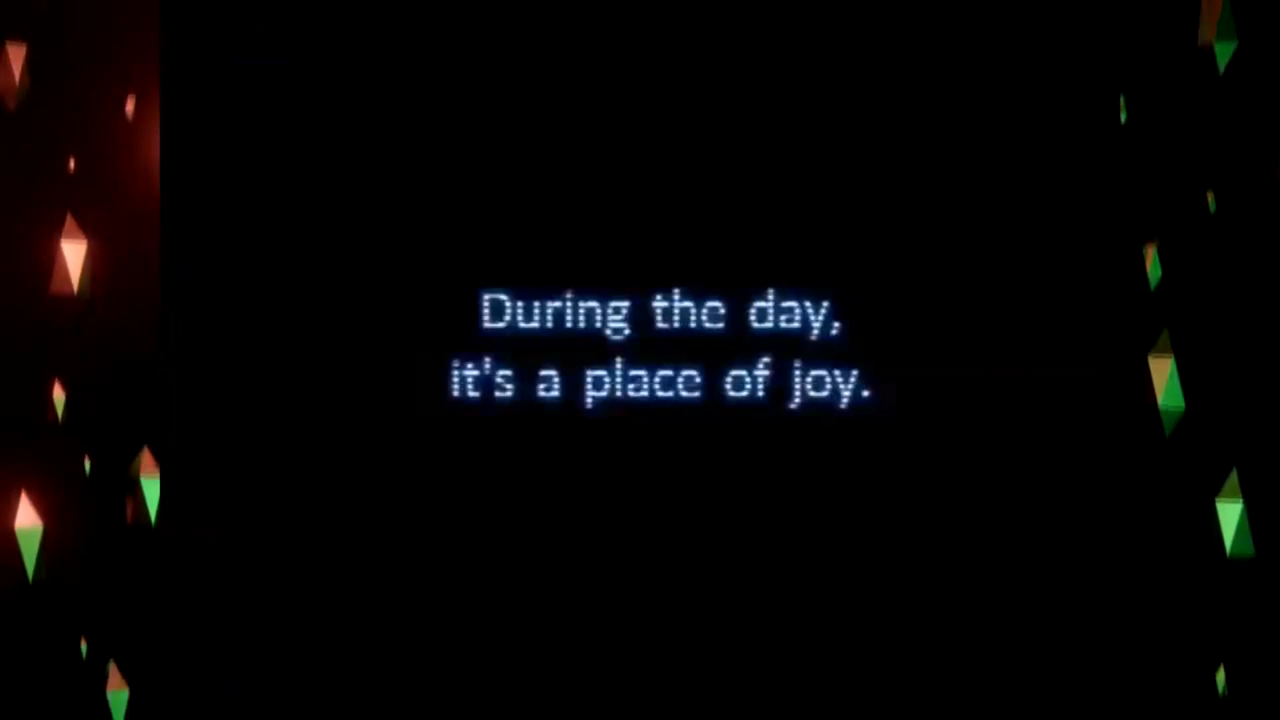 During the day,
it's a place of joy.